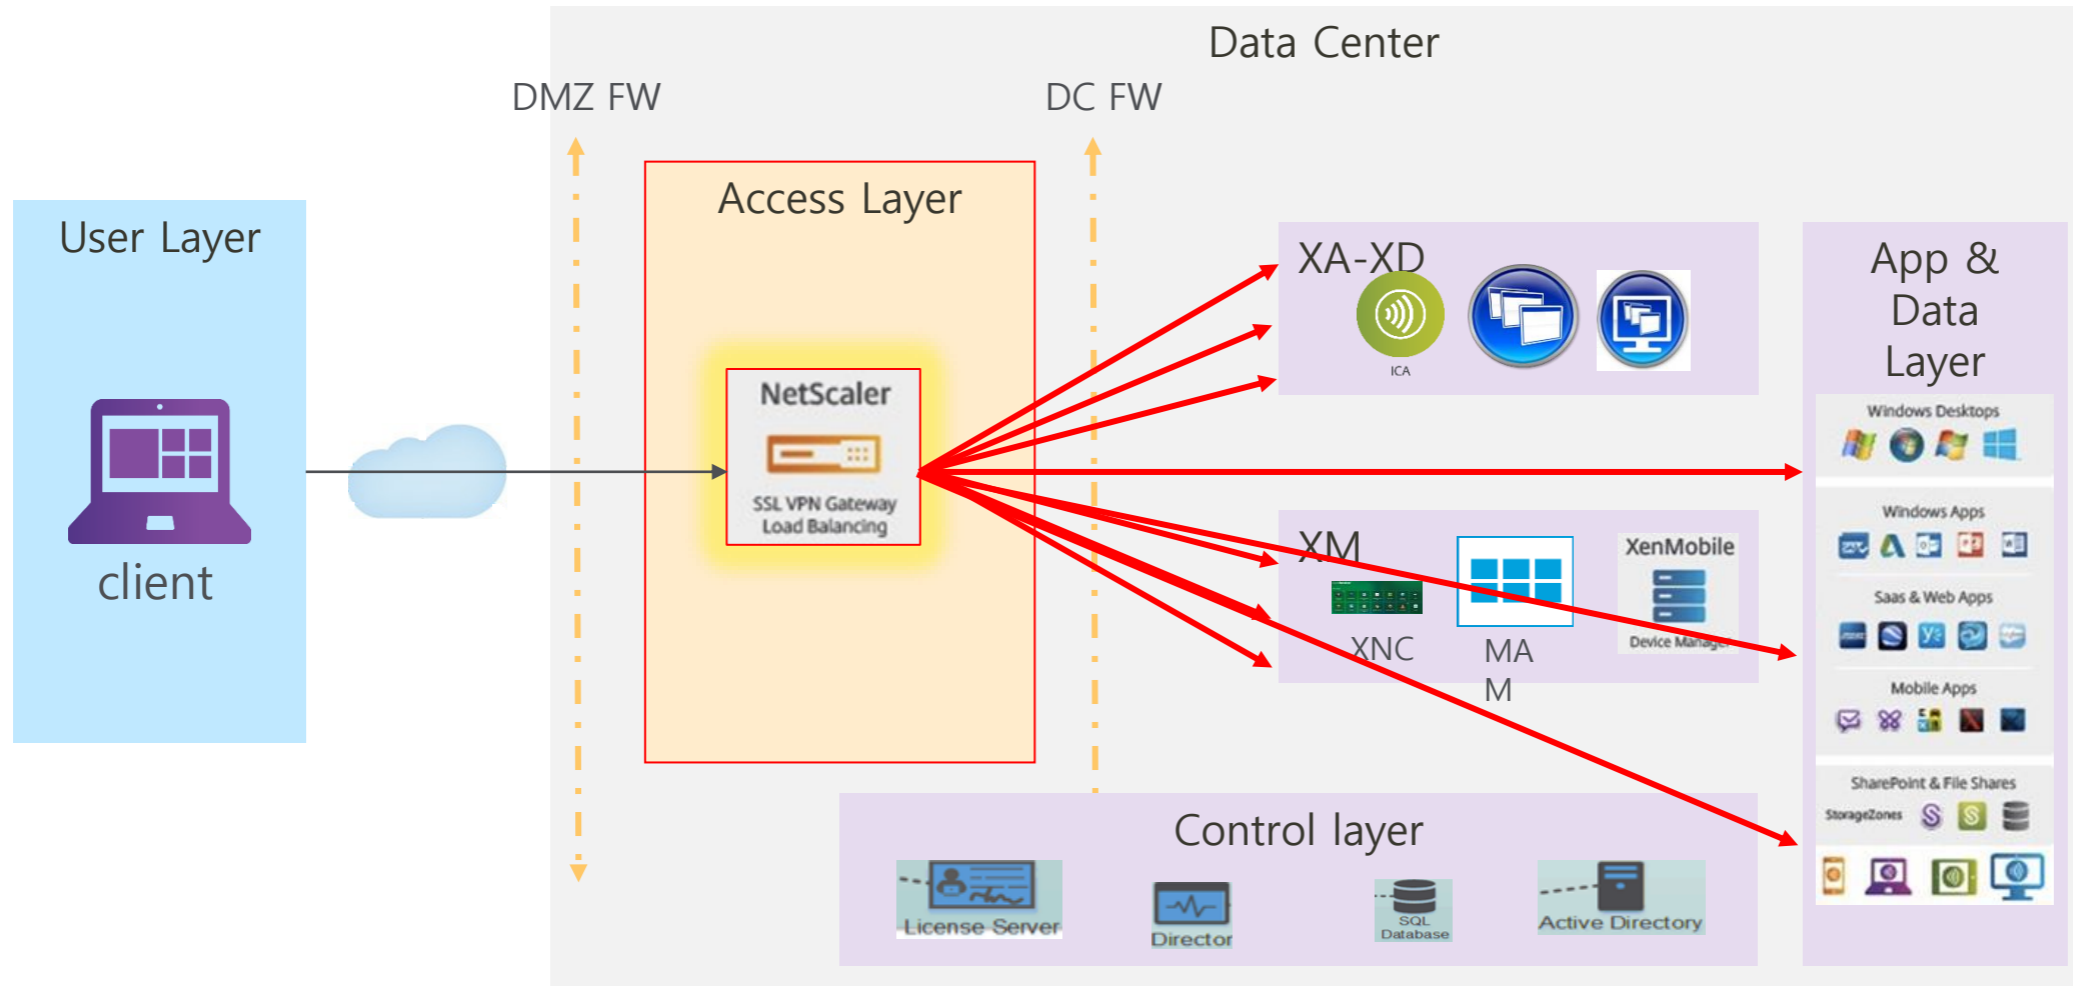 Data Center
DMZ FW
DC FW
User Layer
client
Access Layer
NetScaler
SSL VPN Gateway
Load Balancing
XA-XD
ICA
XM
XNC
MA
M
XenMobile
Device Manager
App &
Data
Layer
Windows Desktops
Windows Apps
Saas & Web Apps
Mobile Apps
SharePoint & File Shares
StorageZones
Control layer
License Server
Director
SQL
Database
Active Directory